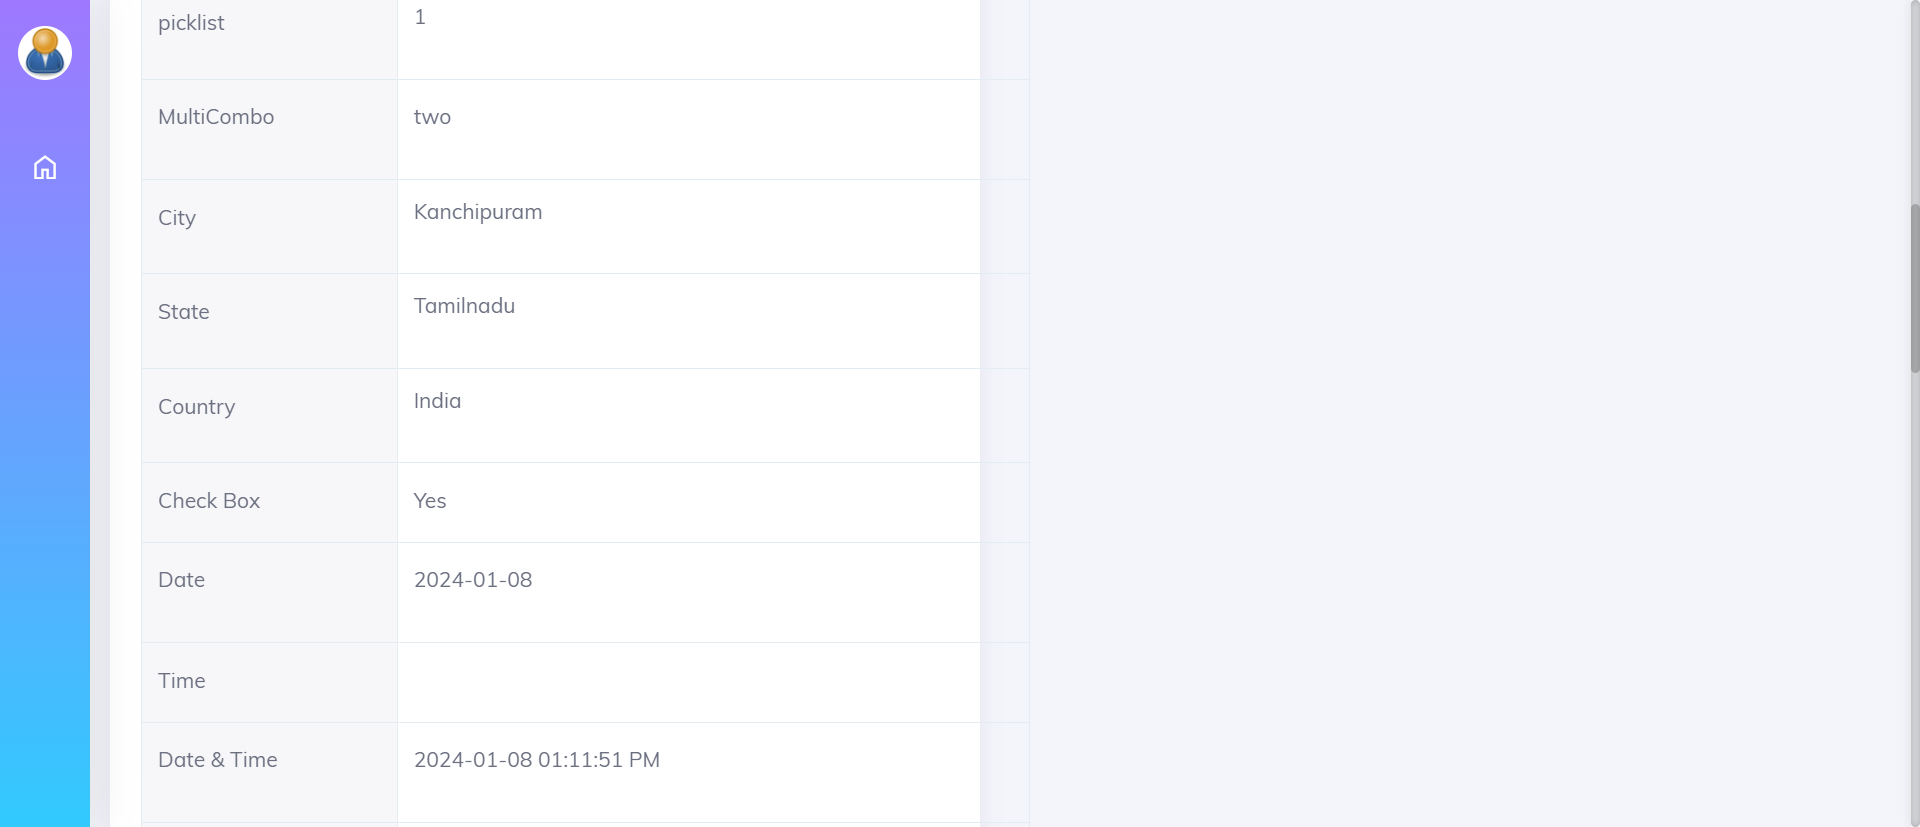 picklist 1
MultiCombo two
City Kanchipuram
State Tamilnadu
Country India
Check Box Yes
Date 2024-01-08
Time
Date & Time 2024-01-08 01:11:51 PM